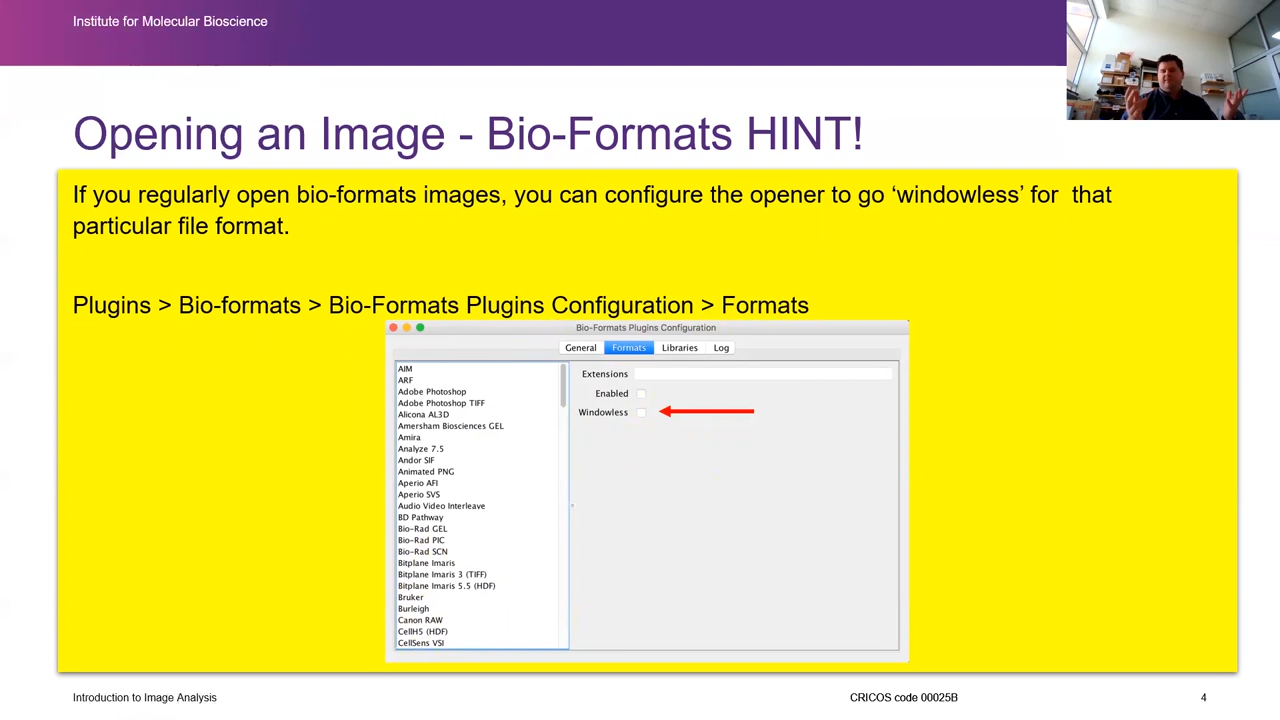 Institute for Molecular Bioscience
Opening an Image - Bio-Formats HINT!
If you regularly open bio-formats images, you can configure the opener to go ‘windowless’ for that
particular file format.
Plugins > Bio-formats > Bio-Formats Plugins Configuration > Formats
Bio-Formats Plugins Configuration
General Formats Libraries Log
AIM
ARF
Adobe Photoshop
Adobe Photoshop TIFF
Alicona AL3D
Amersham Biosciences GEL
Amira
Analyze 7.5
Andor SIF
Animated PNG
Aperio AFI
Aperio SVS
Audio Video Interleave
BD Pathway
Bio-Rad GEL
Bio-Rad PIC
Bio-Rad SCN
Bitplane Imaris
Bitplane Imaris 3 (TIFF)
Bitplane Imaris 5.5 (HDF)
Bruker
Burleigh
Canon RAW
CellH5 (HDF)
CellSens VSI
Extensions
Enabled
Windowless
Introduction to Image Analysis
CRICOS code 00025B
4